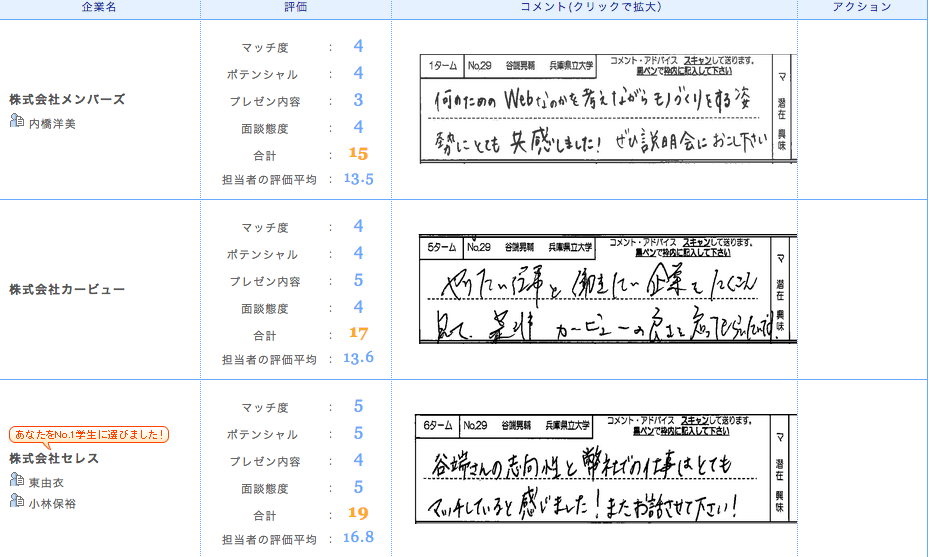 企業名 評価 コメント(クリックで拡大) アクション
株式会社メンバーズ
内橋洋美
マッチ度 : 4
ポテンシャル : 4
プレゼン内容 : 3
面談態度 : 4
合計 : 15
担当者の評価平均 : 13.5
1ターム No.29 谷端晃輔 兵庫県立大学 コメント・アドバイス スキャンして送ります。
黒ペンで枠内に記入して下さい
何のための Webなのかを考えながらモノづくりをする姿
勢にとても 共感しました! ぜひ説明会におこし下さい
マ
潜在
興味
株式会社カービュー
マッチ度 : 4
ポテンシャル : 4
プレゼン内容 : 5
面談態度 : 4
合計 : 17
担当者の評価平均 : 13.6
5ターム No.29 谷端晃輔 兵庫県立大学 コメント・アドバイス スキャンして送ります。
黒ペンで枠内に記入して下さい
やりたい仕事と 働きたい 企業を たくさん
見て、是非 カービューの良さを知ってもらいたいです。
マ
潜在
興味
あなたをNo.1学生に選びました!
株式会社セレス
東由衣
小林保裕
マッチ度 : 5
ポテンシャル : 5
プレゼン内容 : 4
面談態度 : 5
合計 : 19
担当者の評価平均 : 16.8
6ターム No.29 谷端晃輔 兵庫県立大学 コメント・アドバイス スキャンして送ります。
黒ペンで枠内に記入して下さい
谷端さんの志向性と弊社での仕事はとても
マッチしていると感じました!またお話させて下さい!
マ
潜在
興味